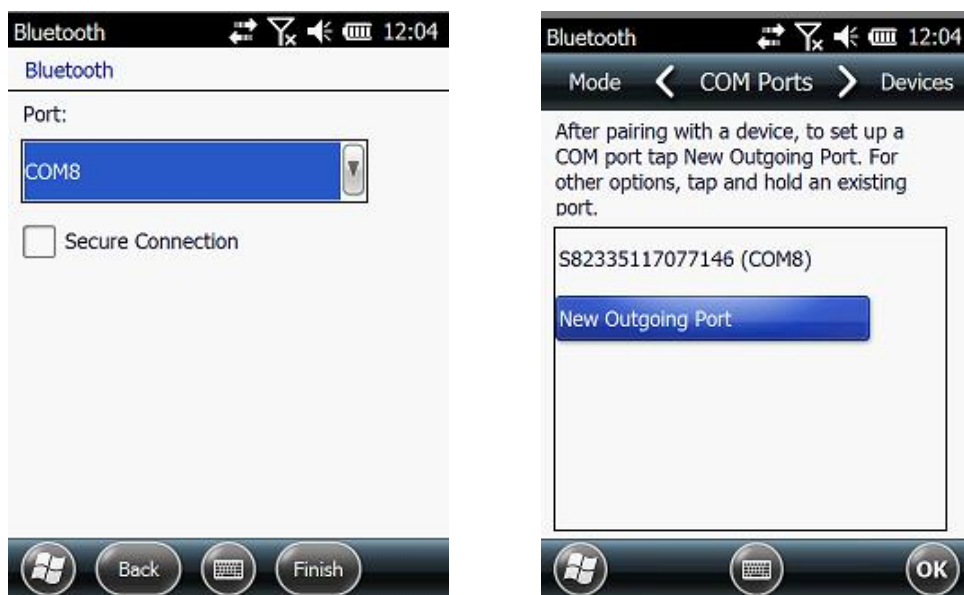 Bluetooth 12:04
Bluetooth
Port:
COM8
Secure Connection
Back Finish
Bluetooth 12:04
Mode COM Ports Devices
After pairing with a device, to set up a
COM port tap New Outgoing Port. For
other options, tap and hold an existing
port.
S82335117077146 (COM8)
New Outgoing Port
OK